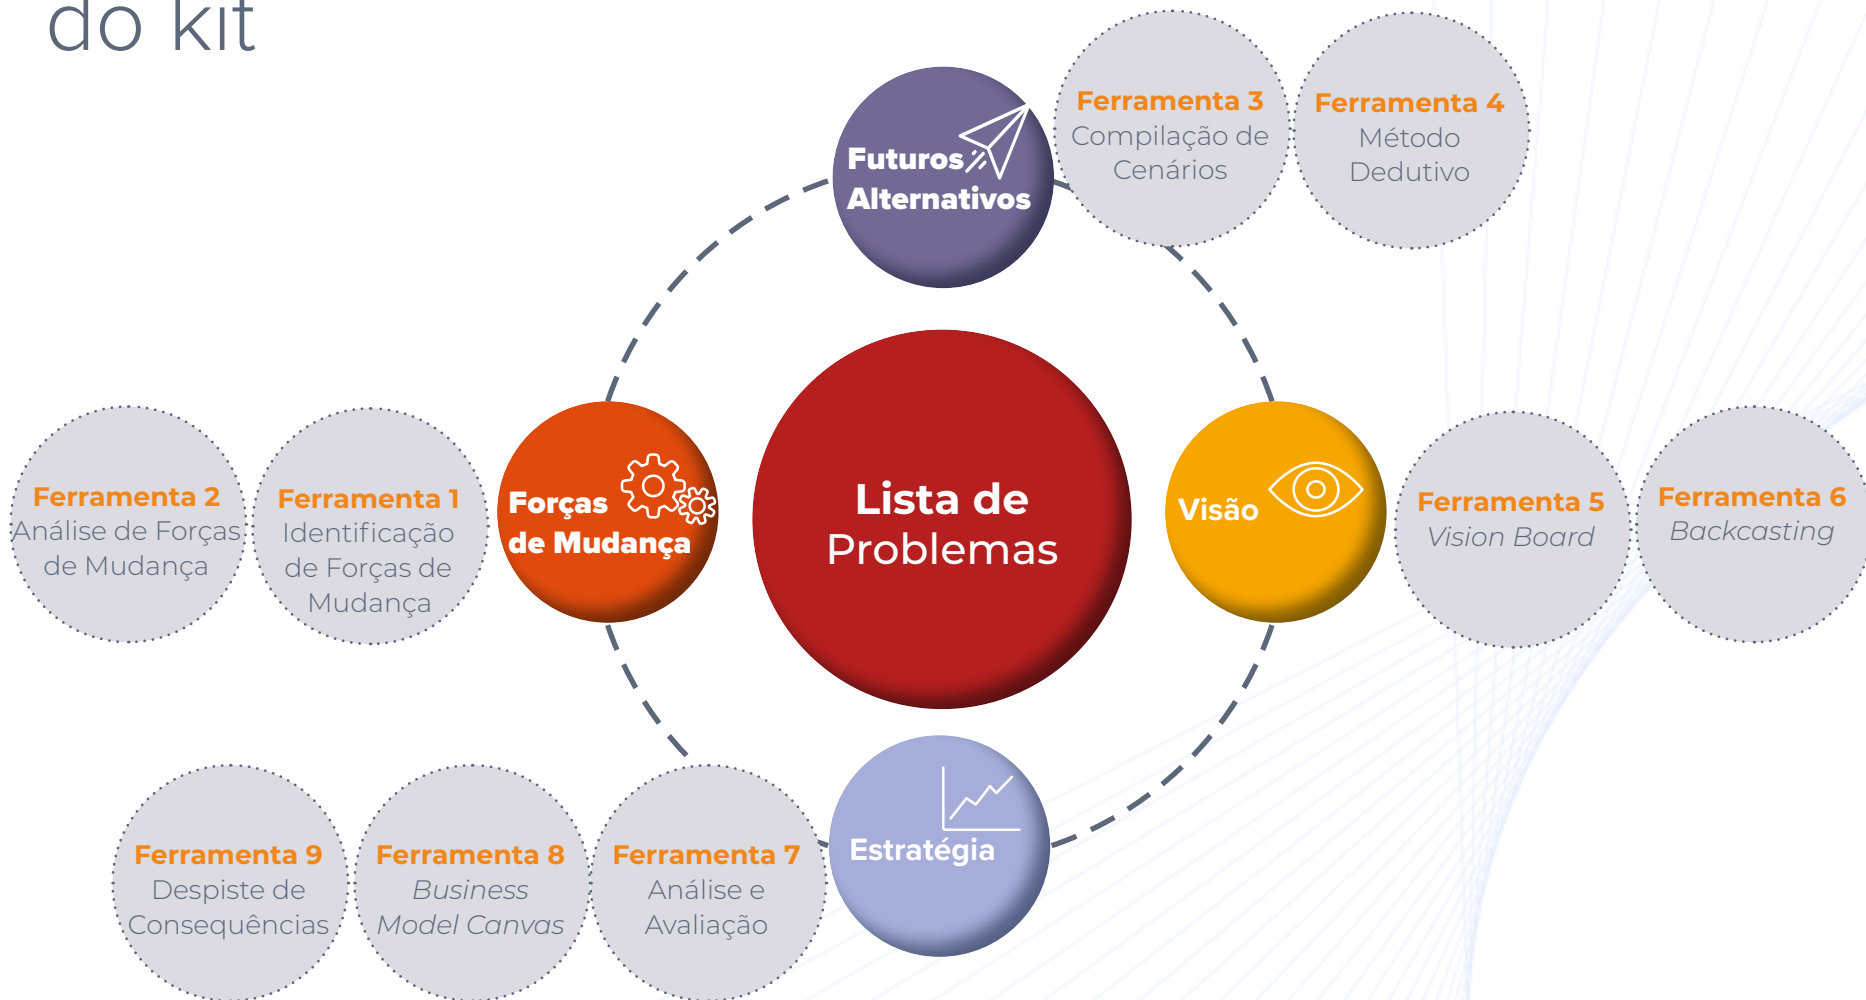 do kit
Ferramenta 3
Compilação de
Cenários
Ferramenta 4
Método
Dedutivo
Futuros
Alternativos
Ferramenta 2
Análise de Forças
de Mudança
Ferramenta 1
Identificação
de Forças de
Mudança
Forças
de Mudança
Lista de
Problemas
Visão
Ferramenta 5
Vision Board
Ferramenta 6
Backcasting
Ferramenta 9
Despiste de
Consequências
Ferramenta 8
Business
Model Canvas
Ferramenta 7
Análise e
Avaliação
Estratégia